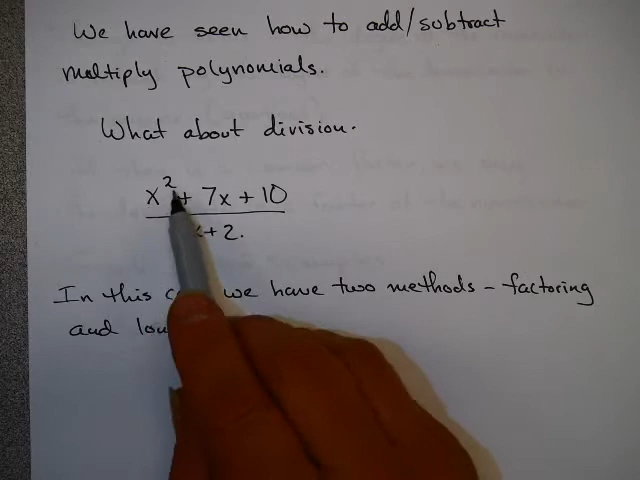 We have seen how to add/subtract
multiply polynomials.
What about division.
x² + 7x + 10
+ 2.
In this we have two methods - factoring
and